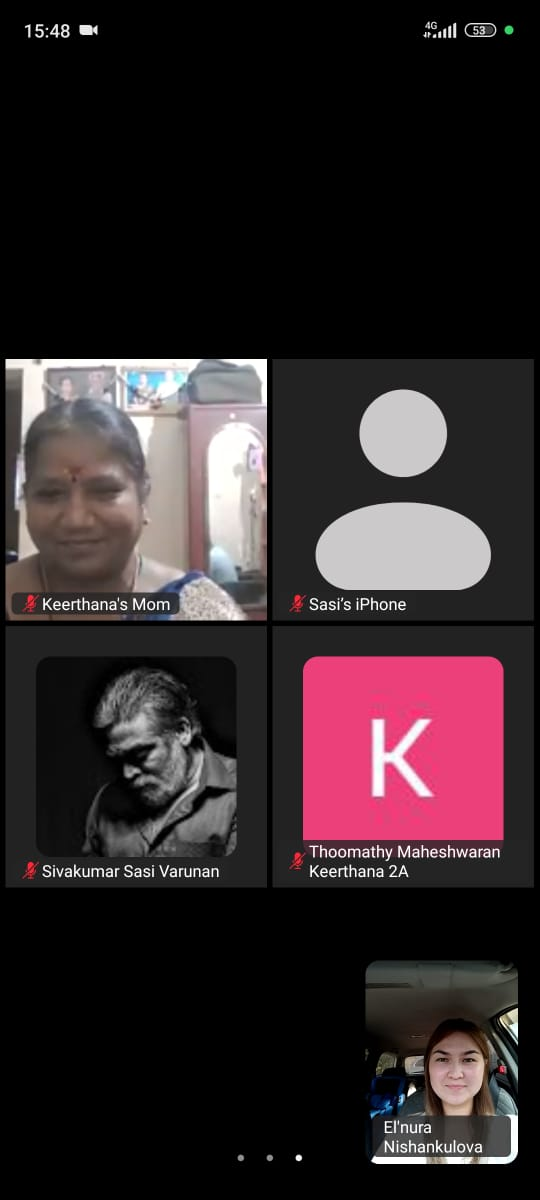 15:48
4G
53
Keerthana's Mom
Sasi’s iPhone
K
Sivakumar Sasi Varunan
Thoomathy Maheshwaran
Keerthana 2A
El'nura
Nishankulova